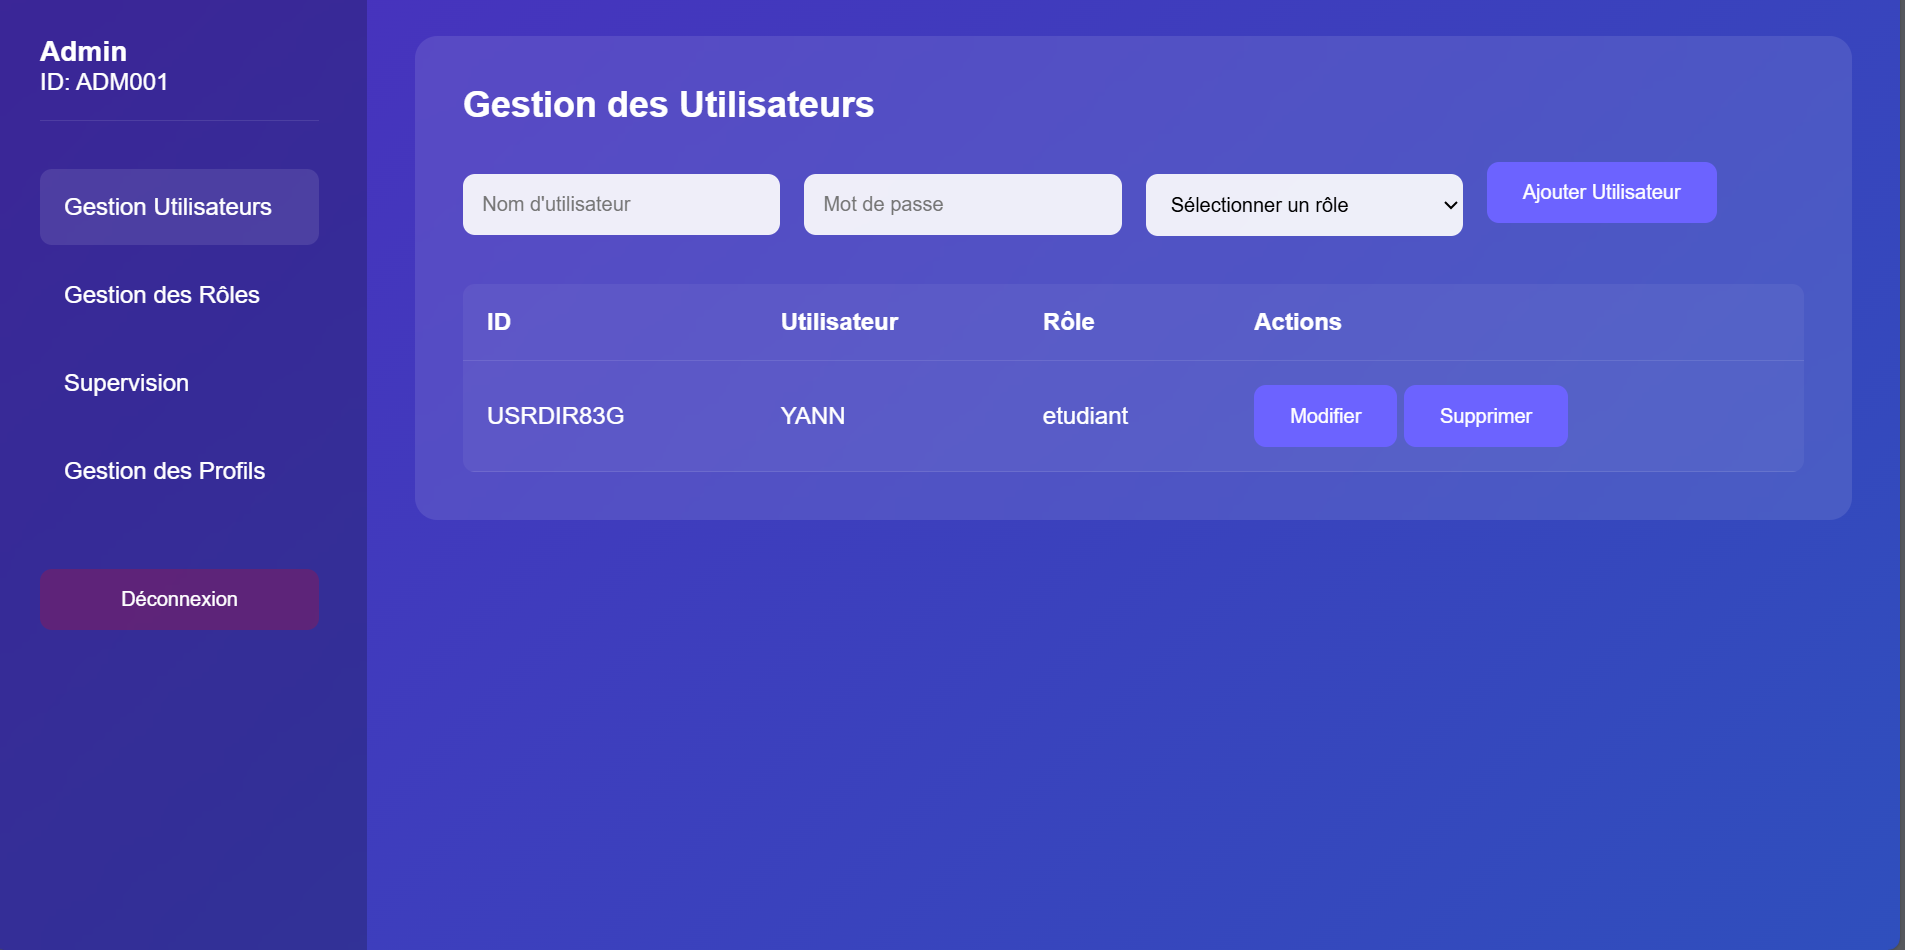 Admin
ID: ADM001
Gestion Utilisateurs
Gestion des Rôles
Supervision
Gestion des Profils
Déconnexion
Gestion des Utilisateurs
Nom d'utilisateur Mot de passe Sélectionner un rôle Ajouter Utilisateur
ID Utilisateur Rôle Actions
USRDIR83G YANN etudiant Modifier Supprimer